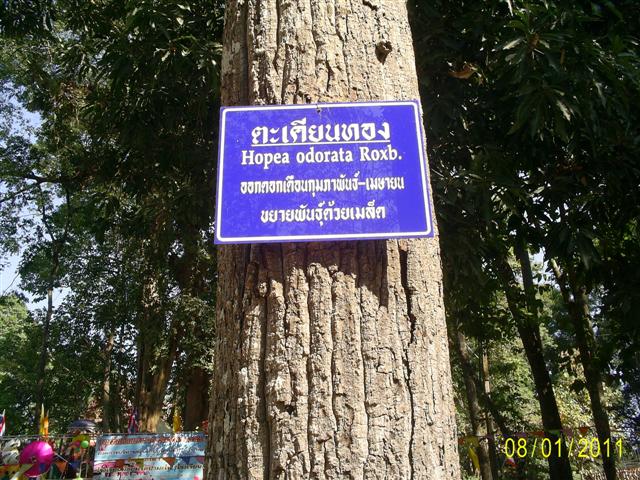 ตะเคียนทอง
Hopea odorata Roxb.
ออกดอกเดือนกุมภาพันธ์-เมษายน
ขยายพันธุ์ด้วยเมล็ด
08/01/2011